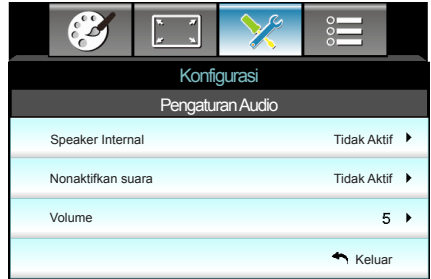 Konfigurasi
Pengaturan Audio
Speaker Internal Tidak Aktif
Nonaktifkan suara Tidak Aktif
Volume 5
Keluar